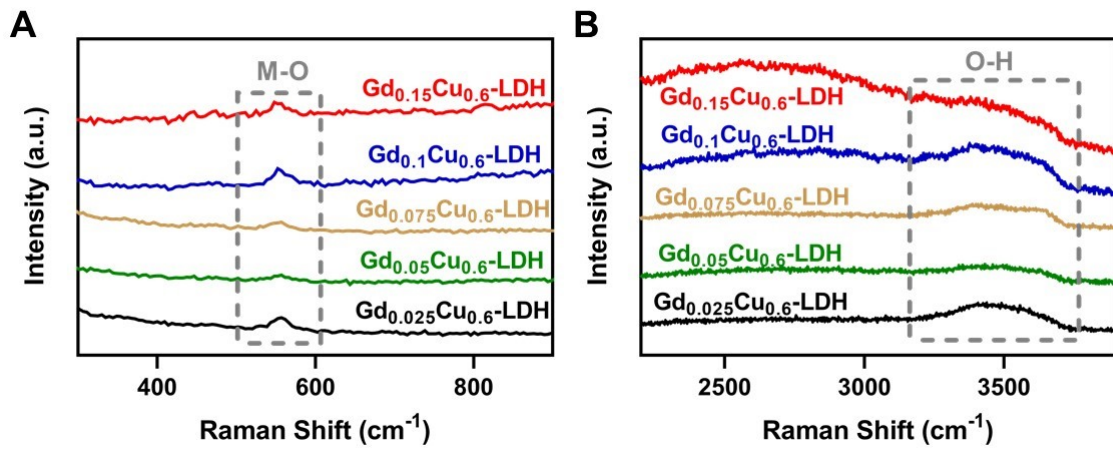 A
M-O
Gd0.15Cu0.6-LDH
Gd0.1Cu0.6-LDH
Gd0.075Cu0.6-LDH
Gd0.05Cu0.6-LDH
Gd0.025Cu0.6-LDH
Intensity (a.u.)
400 600 800
Raman Shift (cm-1)
B
O-H
Gd0.15Cu0.6-LDH
Gd0.1Cu0.6-LDH
Gd0.075Cu0.6-LDH
Gd0.05Cu0.6-LDH
Gd0.025Cu0.6-LDH
Intensity (a.u.)
2500 3000 3500
Raman Shift (cm-1)